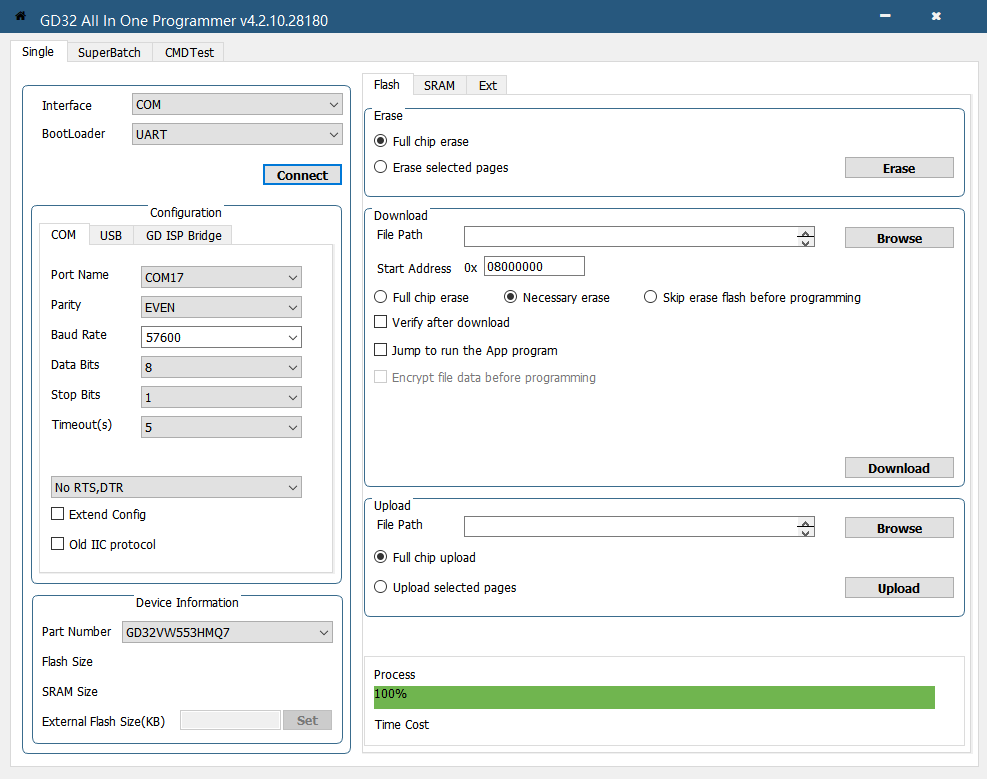 GD32 All In One Programmer v4.2.10.28180
Single SuperBatch CMDTest
Interface COM
BootLoader UART
Connect
Configuration
COM USB GD ISP Bridge
Port Name COM17
Parity EVEN
Baud Rate 57600
Data Bits 8
Stop Bits 1
Timeout(s) 5
No RTS,DTR
Extend Config
Old IIC protocol
Device Information
Part Number GD32VW553HMQ7
Flash Size
SRAM Size
External Flash Size(KB) Set
Flash SRAM Ext
Erase
Full chip erase
Erase selected pages Erase
Download
File Path Browse
Start Address 0x 08000000
Full chip erase Necessary erase Skip erase flash before programming
Verify after download
Jump to run the App program
Encrypt file data before programming
Download
Upload
File Path Browse
Full chip upload
Upload selected pages Upload
Process
100%
Time Cost